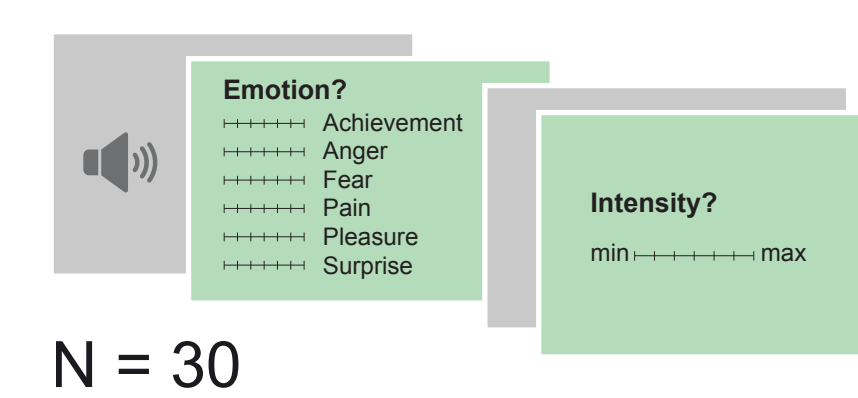 Emotion?
Achievement
Anger
Fear
Pain
Pleasure
Surprise
Intensity?
min max
N = 30